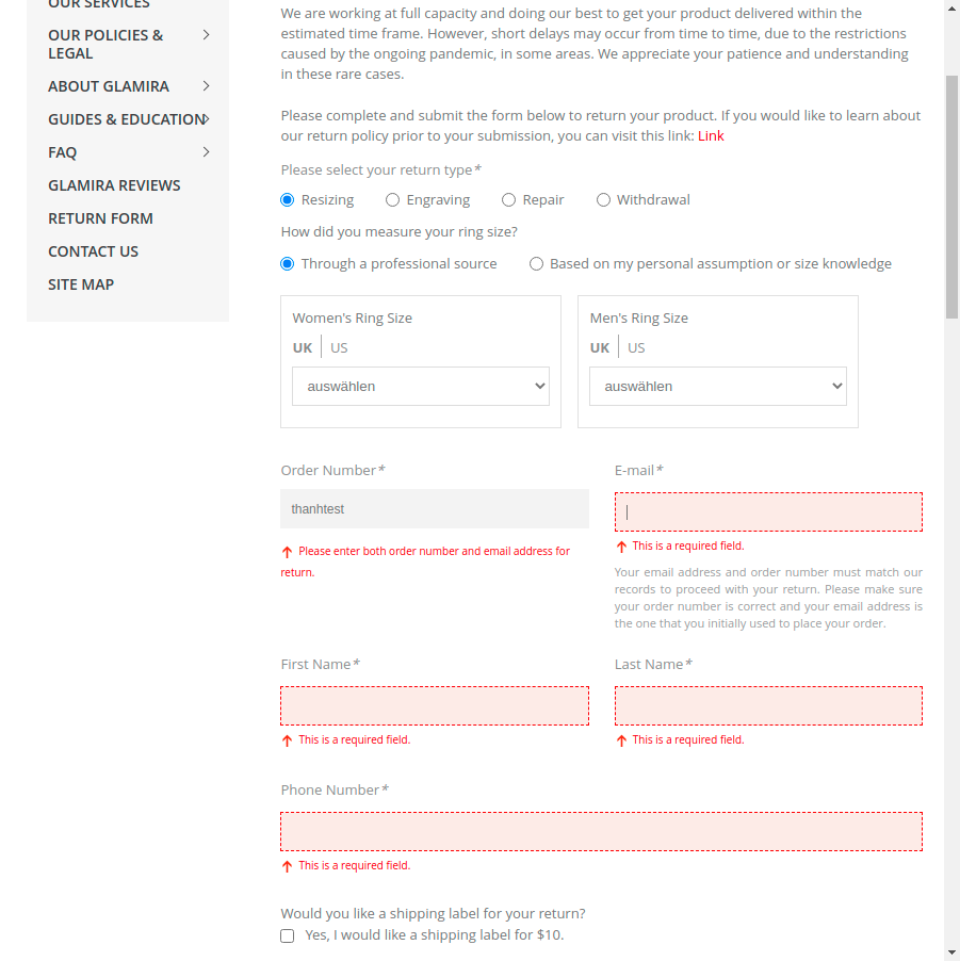 OUR SERVICES
OUR POLICIES &
LEGAL
ABOUT GLAMIRA
GUIDES & EDUCATION
FAQ
GLAMIRA REVIEWS
RETURN FORM
CONTACT US
SITE MAP
We are working at full capacity and doing our best to get your product delivered within the
estimated time frame. However, short delays may occur from time to time, due to the restrictions
caused by the ongoing pandemic, in some areas. We appreciate your patience and understanding
in these rare cases.
Please complete and submit the form below to return your product. If you would like to learn about
our return policy prior to your submission, you can visit this link: Link
Please select your return type*
Resizing Engraving Repair Withdrawal
How did you measure your ring size?
Through a professional source Based on my personal assumption or size knowledge
Women's Ring Size
UK US
auswählen
Men's Ring Size
UK US
auswählen
Order Number*
thanhtest
Please enter both order number and email address for
return.
E-mail*
This is a required field.
Your email address and order number must match our
records to proceed with your return. Please make sure
your order number is correct and your email address is
the one that you initially used to place your order.
First Name*
This is a required field.
Last Name*
This is a required field.
Phone Number*
This is a required field.
Would you like a shipping label for your return?
Yes, I would like a shipping label for $10.